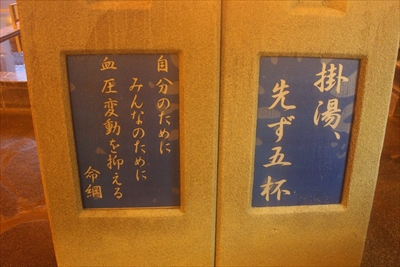 掛湯、
先ず五杯
自分のために
みんなのために
血圧変動を抑える
命綱